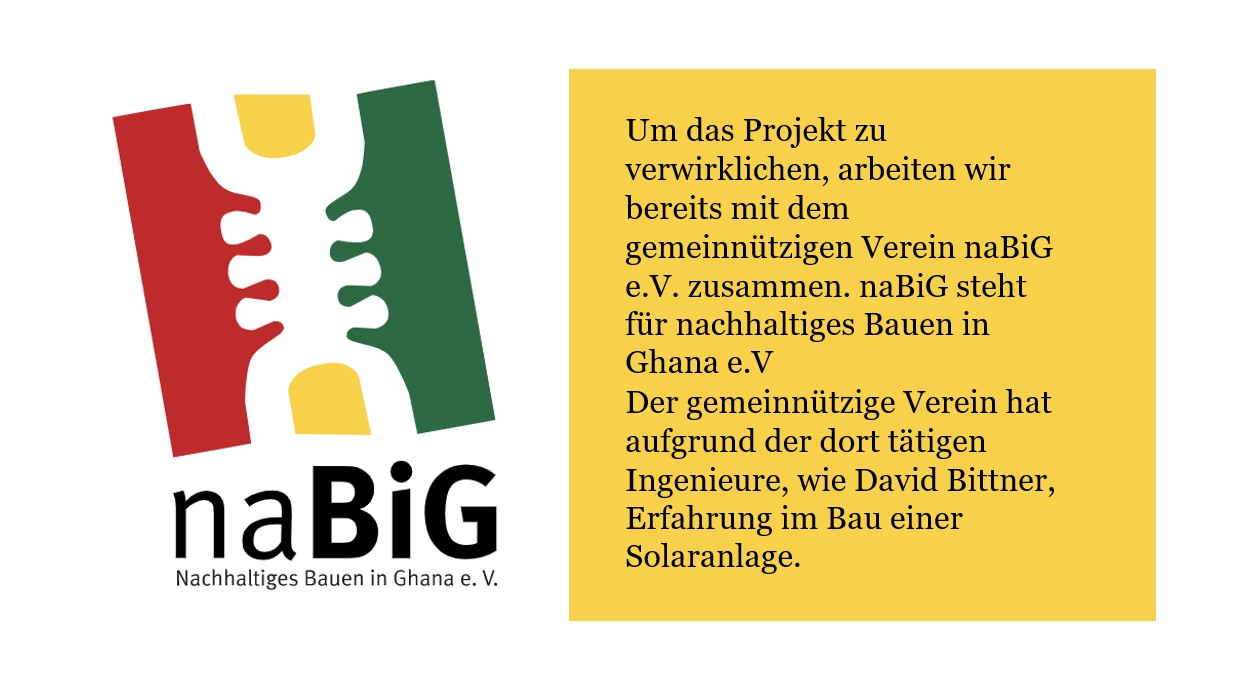 naBiG
Nachhaltiges Bauen in Ghana e. V.
Um das Projekt zu
verwirklichen, arbeiten wir
bereits mit dem
gemeinnützigen Verein naBiG
e.V. zusammen. naBiG steht
für nachhaltiges Bauen in
Ghana e.V
Der gemeinnützige Verein hat
aufgrund der dort tätigen
Ingenieure, wie David Bittner,
Erfahrung im Bau einer
Solaranlage.